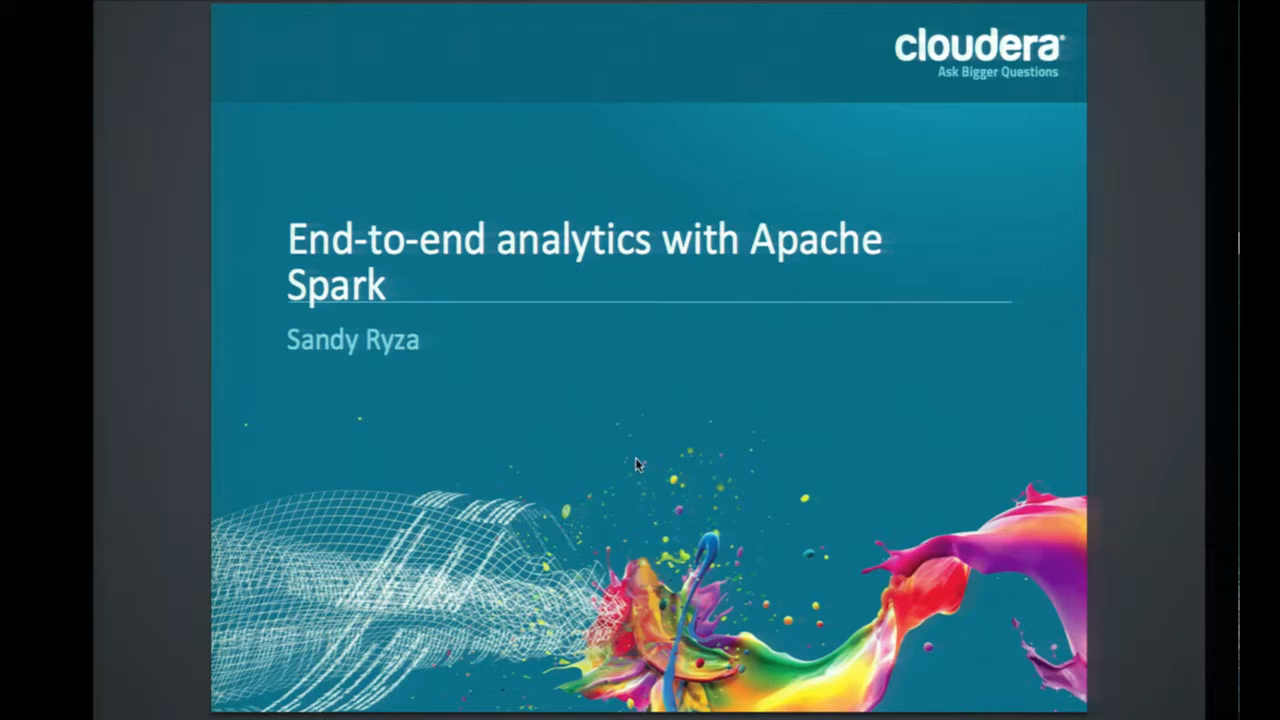 cloudera
Ask Bigger Questions
End-to-end analytics with Apache
Spark
Sandy Ryza